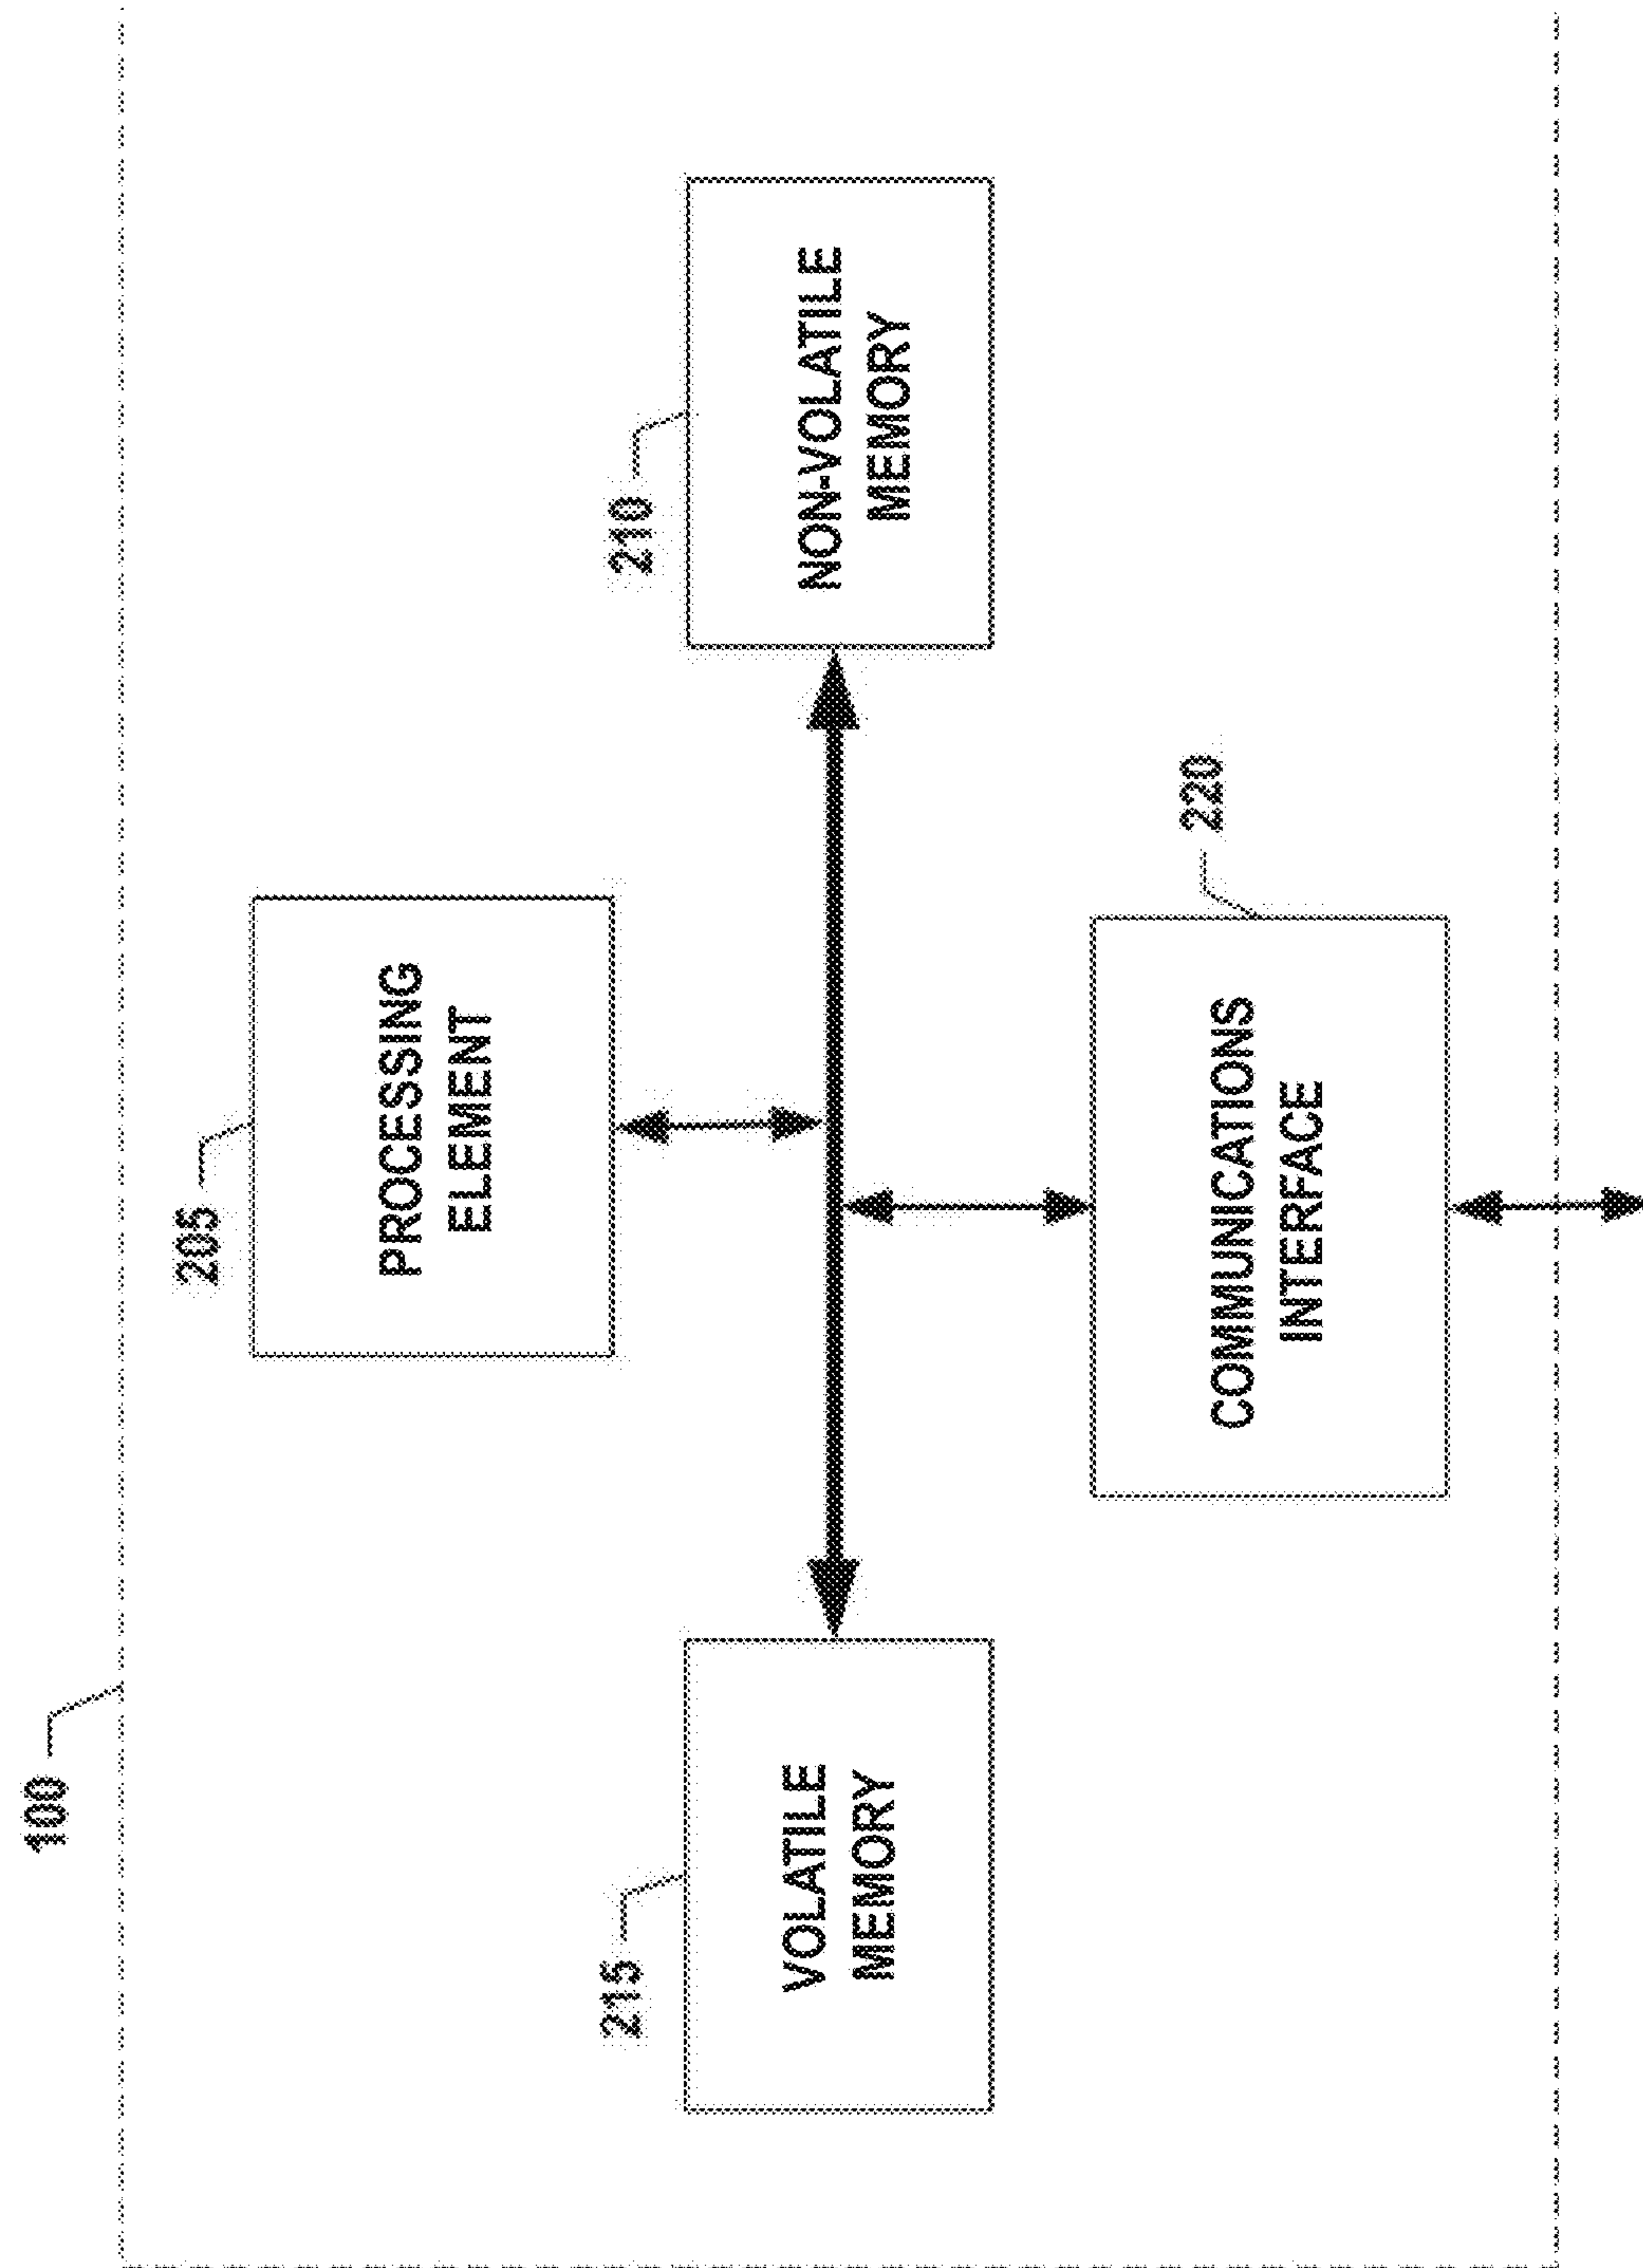 100
205
PROCESSING
ELEMENT
215
VOLATILE
MEMORY
210
NON-VOLATILE
MEMORY
220
COMMUNICATIONS
INTERFACE